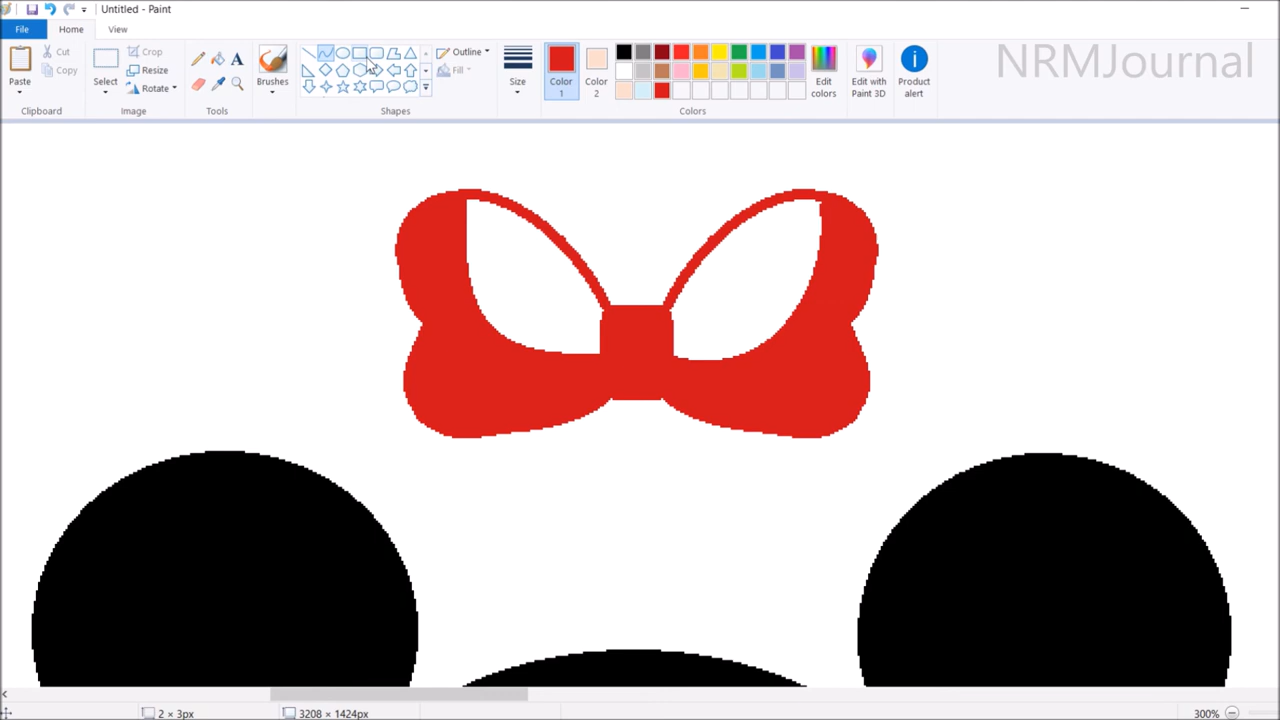 Untitled - Paint
File Home View
Paste
Cut
Copy
Clipboard
Select
Crop
Resize
Rotate
Image
A
Tools
Brushes
Outline
Fill
Shapes
Size
Color
1
Color
2
Edit
colors
Colors
Edit with
Paint 3D
Product
alert
NRMJournal
2 × 3px
3208 × 1424px
300%